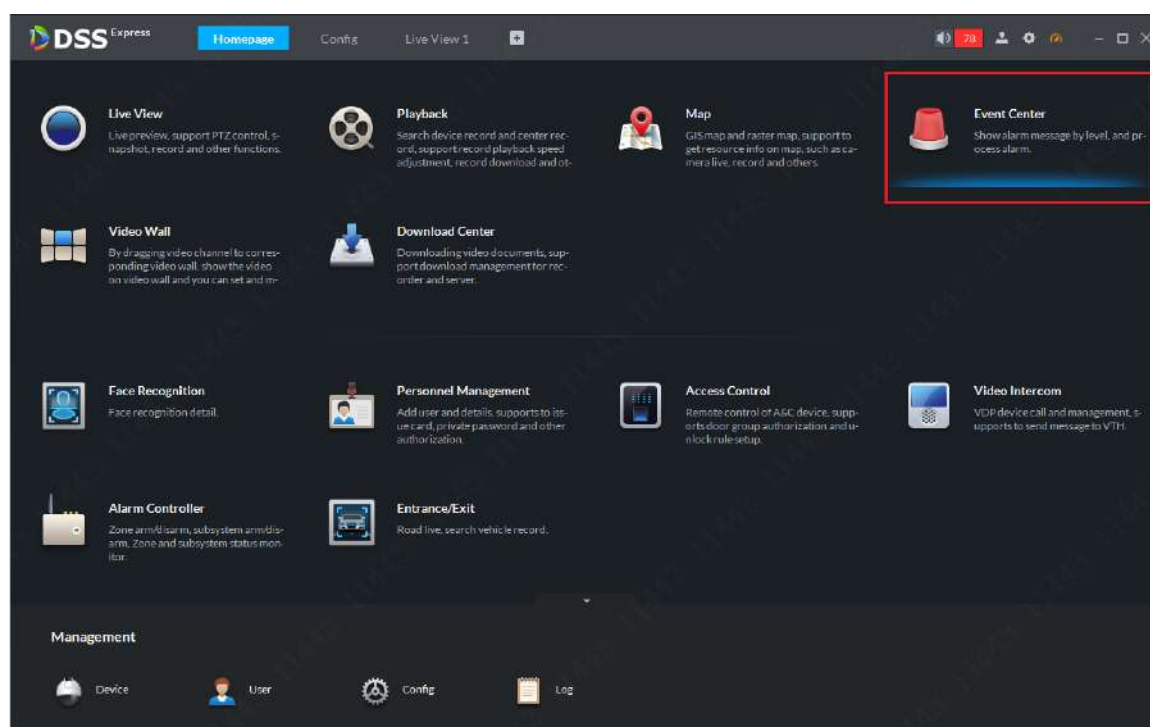 DSS Express
Homepage
Config
Live View 1
78
Live View
Live preview, support PTZ control, s-
napshot, record and other functions.
Playback
Search device record and center rec-
ord, support record playback speed
adjustment, record download and ot-
Map
GIS map and raster map, support to
get resource info on map, such as ca-
mera live, record and others.
Event Center
Show alarm message by level, and pr-
ocess alarm.
Video Wall
By dragging video channel to corres-
ponding video wall, show the video
on video wall and you can set and m-
Download Center
Downloading video documents, sup-
port download management for rec-
order and server.
Face Recognition
Face recognition detail.
Personnel Management
Add user and details, supports to iss-
ue card, private password and other
authorization.
Access Control
Remote control of A&C device, supp-
orts door group authorization and u-
nlock rule setup.
Video Intercom
VDP device call and management, s-
upports to send message to VTH.
Alarm Controller
Zone arm/disarm, subsystem arm/dis-
arm, Zone and subsystem status mon-
itor.
Entrance/Exit
Road live, search vehicle record.
Management
Device
User
Config
Log